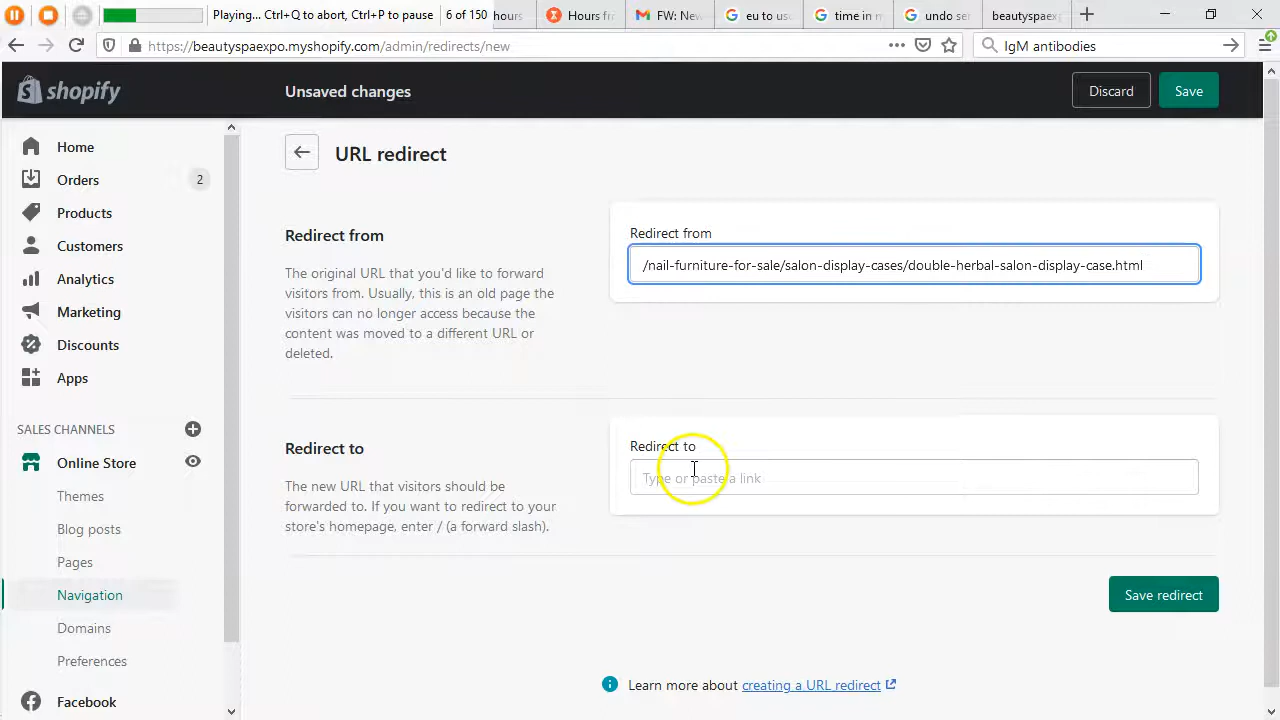 Playing... Ctrl+Q to abort, Ctrl+P to pause
6 of 150
hours
Hours fr
FW: Nev
eu to us
time in n
undo se
beautyspaex
https://beautyspaexpo.myshopify.com/admin/redirects/new
IgM antibodies
shopify
Unsaved changes
Discard
Save
Home
Orders
2
Products
Customers
Analytics
Marketing
Discounts
Apps
SALES CHANNELS
Online Store
Themes
Blog posts
Pages
Navigation
Domains
Preferences
Facebook
URL redirect
Redirect from
The original URL that you'd like to forward
visitors from. Usually, this is an old page the
visitors can no longer access because the
content was moved to a different URL or
deleted.
Redirect from
/nail-furniture-for-sale/salon-display-cases/double-herbal-salon-display-case.html
Redirect to
The new URL that visitors should be
forwarded to. If you want to redirect to your
store's homepage, enter / (a forward slash).
Redirect to
Type or paste a link
Save redirect
Learn more about creating a URL redirect